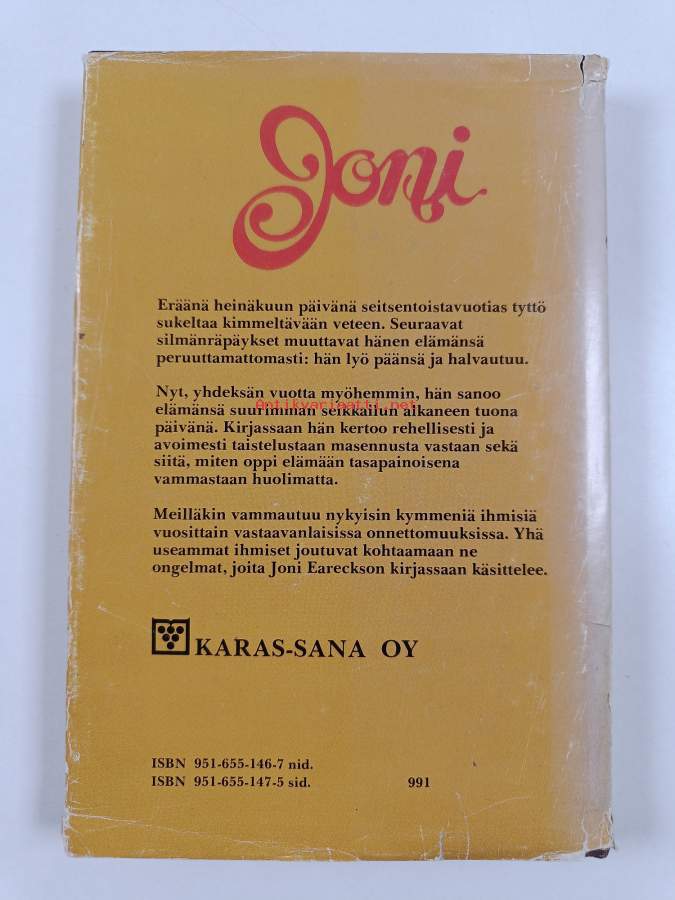 Joni
Eräänä heinäkuun päivänä seitsentoistavuotias tyttö
sukeltaa kimmeltävään veteen. Seuraavat
silmänräpäykset muuttavat hänen elämänsä
peruuttamattomasti: hän lyö päänsä ja halvautuu.
Nyt, yhdeksän vuotta myöhemmin, hän sanoo
elämänsä suurimman seikkailun alkaneen tuona
Antikvariaatti.net
päivänä. Kirjassaan hän kertoo rehellisesti ja
avoimesti taistelustaan masennusta vastaan sekä
siitä, miten oppi elämään tasapainoisena
vammastaan huolimatta.
Meilläkin vammautuu nykyisin kymmeniä ihmisiä
vuosittain vastaavanlaisissa onnettomuuksissa. Yhä
useammat ihmiset joutuvat kohtaamaan ne
ongelmat, joita Joni Eareckson kirjassaan käsittelee.
KARAS-SANA OY
ISBN 951-655-146-7 nid.
ISBN 951-655-147-5 sid. 991